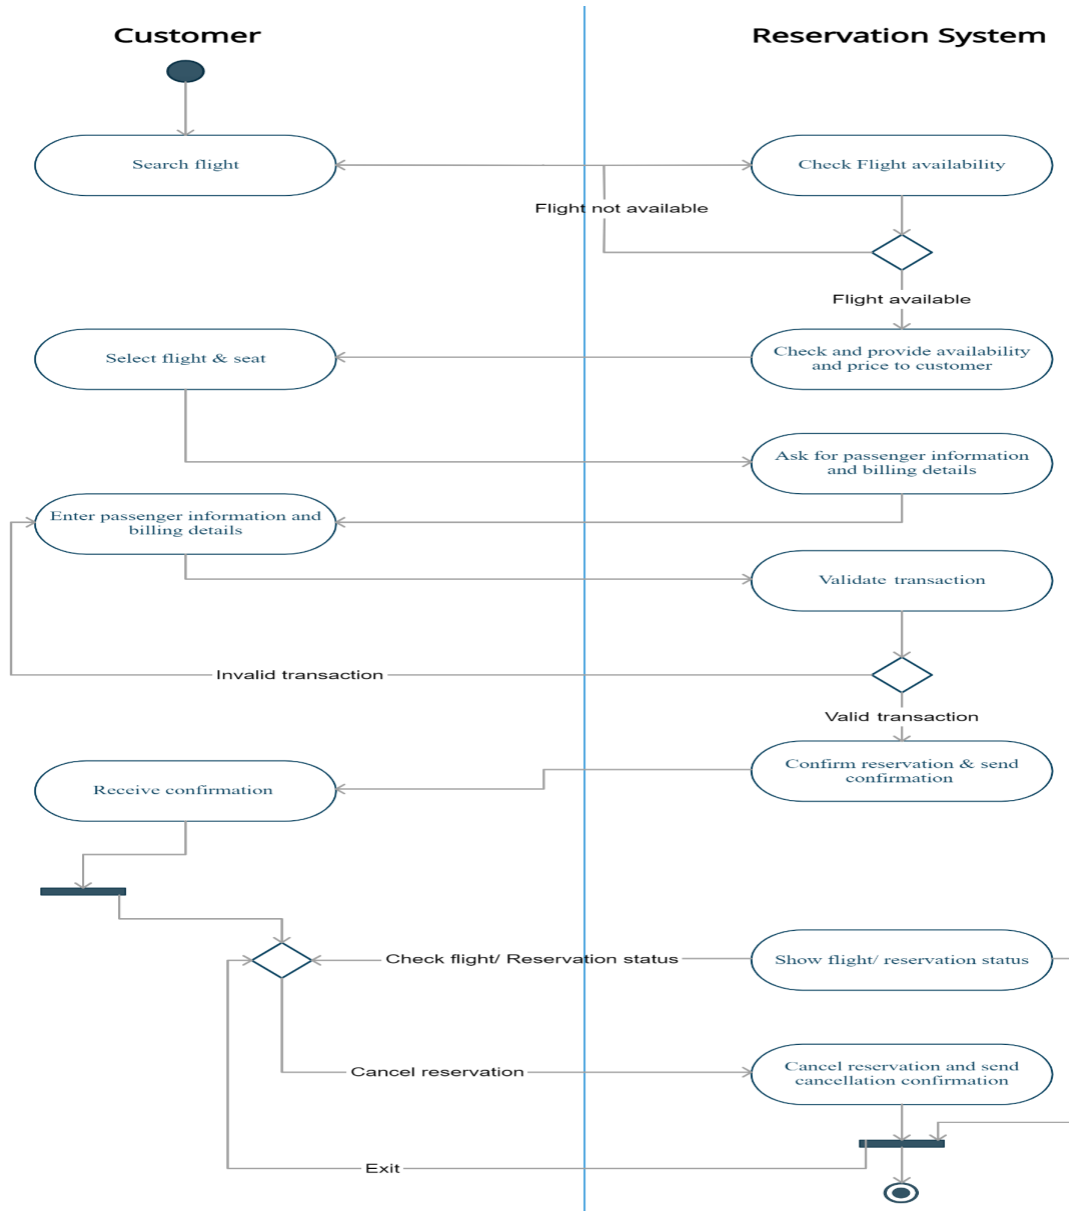 Customer
Reservation System
Search flight
Check Flight availability
Flight not available
Flight available
Select flight & seat
Check and provide availability
and price to customer
Ask for passenger information
and billing details
Enter passenger information and
billing details
Validate transaction
Invalid transaction
Valid transaction
Confirm reservation & send
confirmation
Receive confirmation
Check flight/ Reservation status
Show flight/ reservation status
Cancel reservation
Cancel reservation and send
cancellation confirmation
Exit